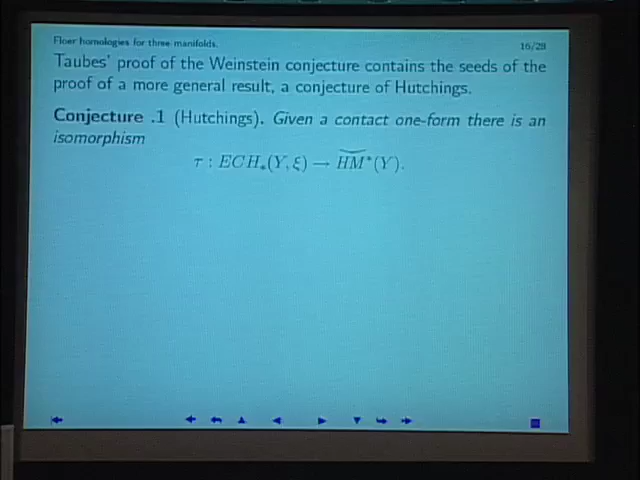 Floer homologies for three manifolds.
16/28
Taubes' proof of the Weinstein conjecture contains the seeds of the
proof of a more general result, a conjecture of Hutchings.
Conjecture .1 (Hutchings). Given a contact one-form there is an
isomorphism
τ : ECH_*(Y, ξ) → \widecheck{HM}^*(Y).